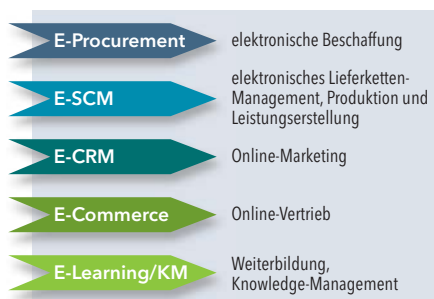 E-Procurement
elektronische Beschaffung
E-SCM
elektronisches Lieferketten-
Management, Produktion und
Leistungserstellung
E-CRM
Online-Marketing
E-Commerce
Online-Vertrieb
E-Learning/KM
Weiterbildung,
Knowledge-Management